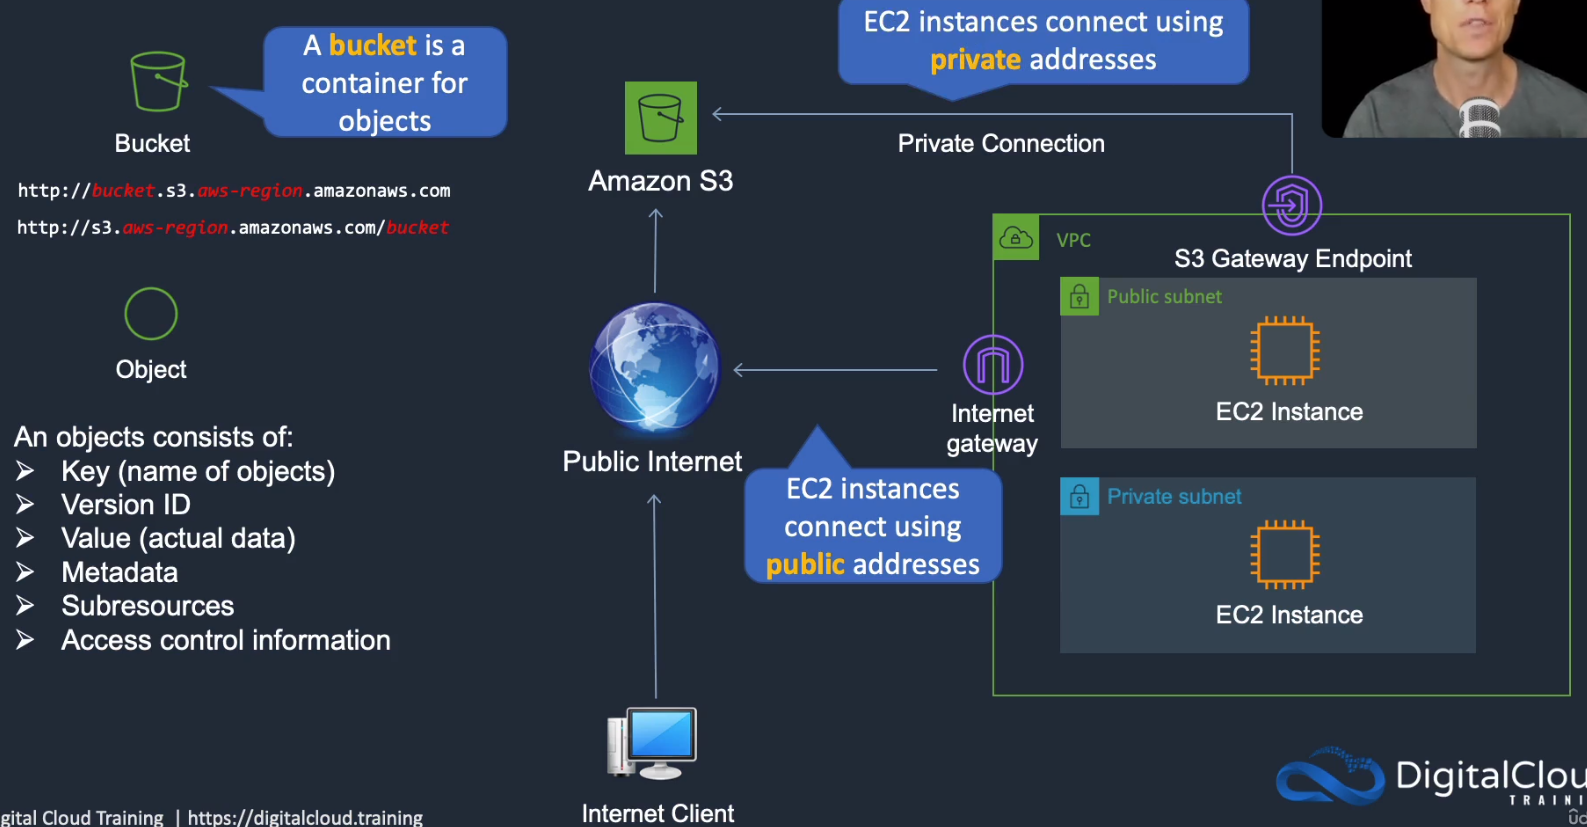 A bucket is a
container for
objects
Bucket
http://bucket.s3.aws-region.amazonaws.com
http://s3.aws-region.amazonaws.com/bucket
Object
An objects consists of:
➢ Key (name of objects)
➢ Version ID
➢ Value (actual data)
➢ Metadata
➢ Subresources
➢ Access control information
EC2 instances connect using
private addresses
Private Connection
Amazon S3
S3 Gateway Endpoint
VPC
Public subnet
EC2 Instance
Private subnet
EC2 Instance
Internet
gateway
Public Internet
EC2 instances
connect using
public addresses
Internet Client
gital Cloud Training | https://digitalcloud.training
DigitalClou
TRAINI